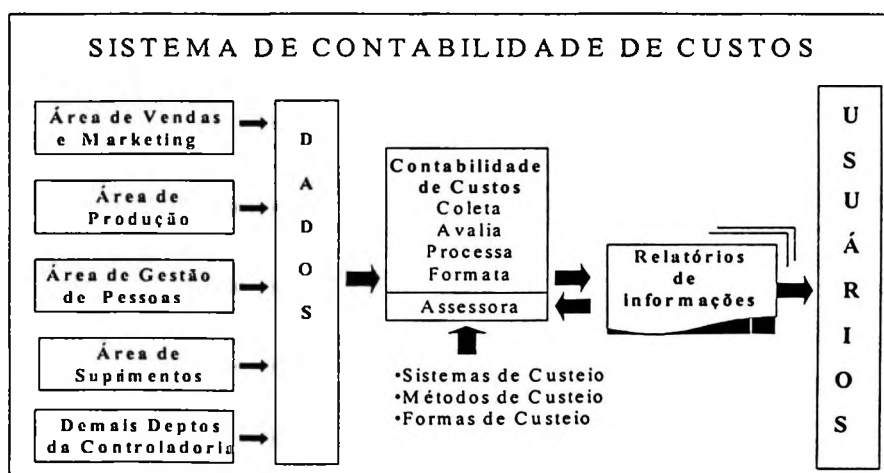 SISTEMA DE CONTABILIDADE DE CUSTOS
Área de Vendas
e Marketing
Área de
Produção
Área de Gestão
de Pessoas
Área de
Suprimentos
Demais Deptos
da Controladoria
D
A
D
O
S
Contabilidade
de Custos
Coleta
Avalia
Processa
Formata
Assessora
•Sistemas de Custeio
•Métodos de Custeio
•Formas de Custeio
Relatórios
de
informações
U
S
U
Á
R
I
O
S